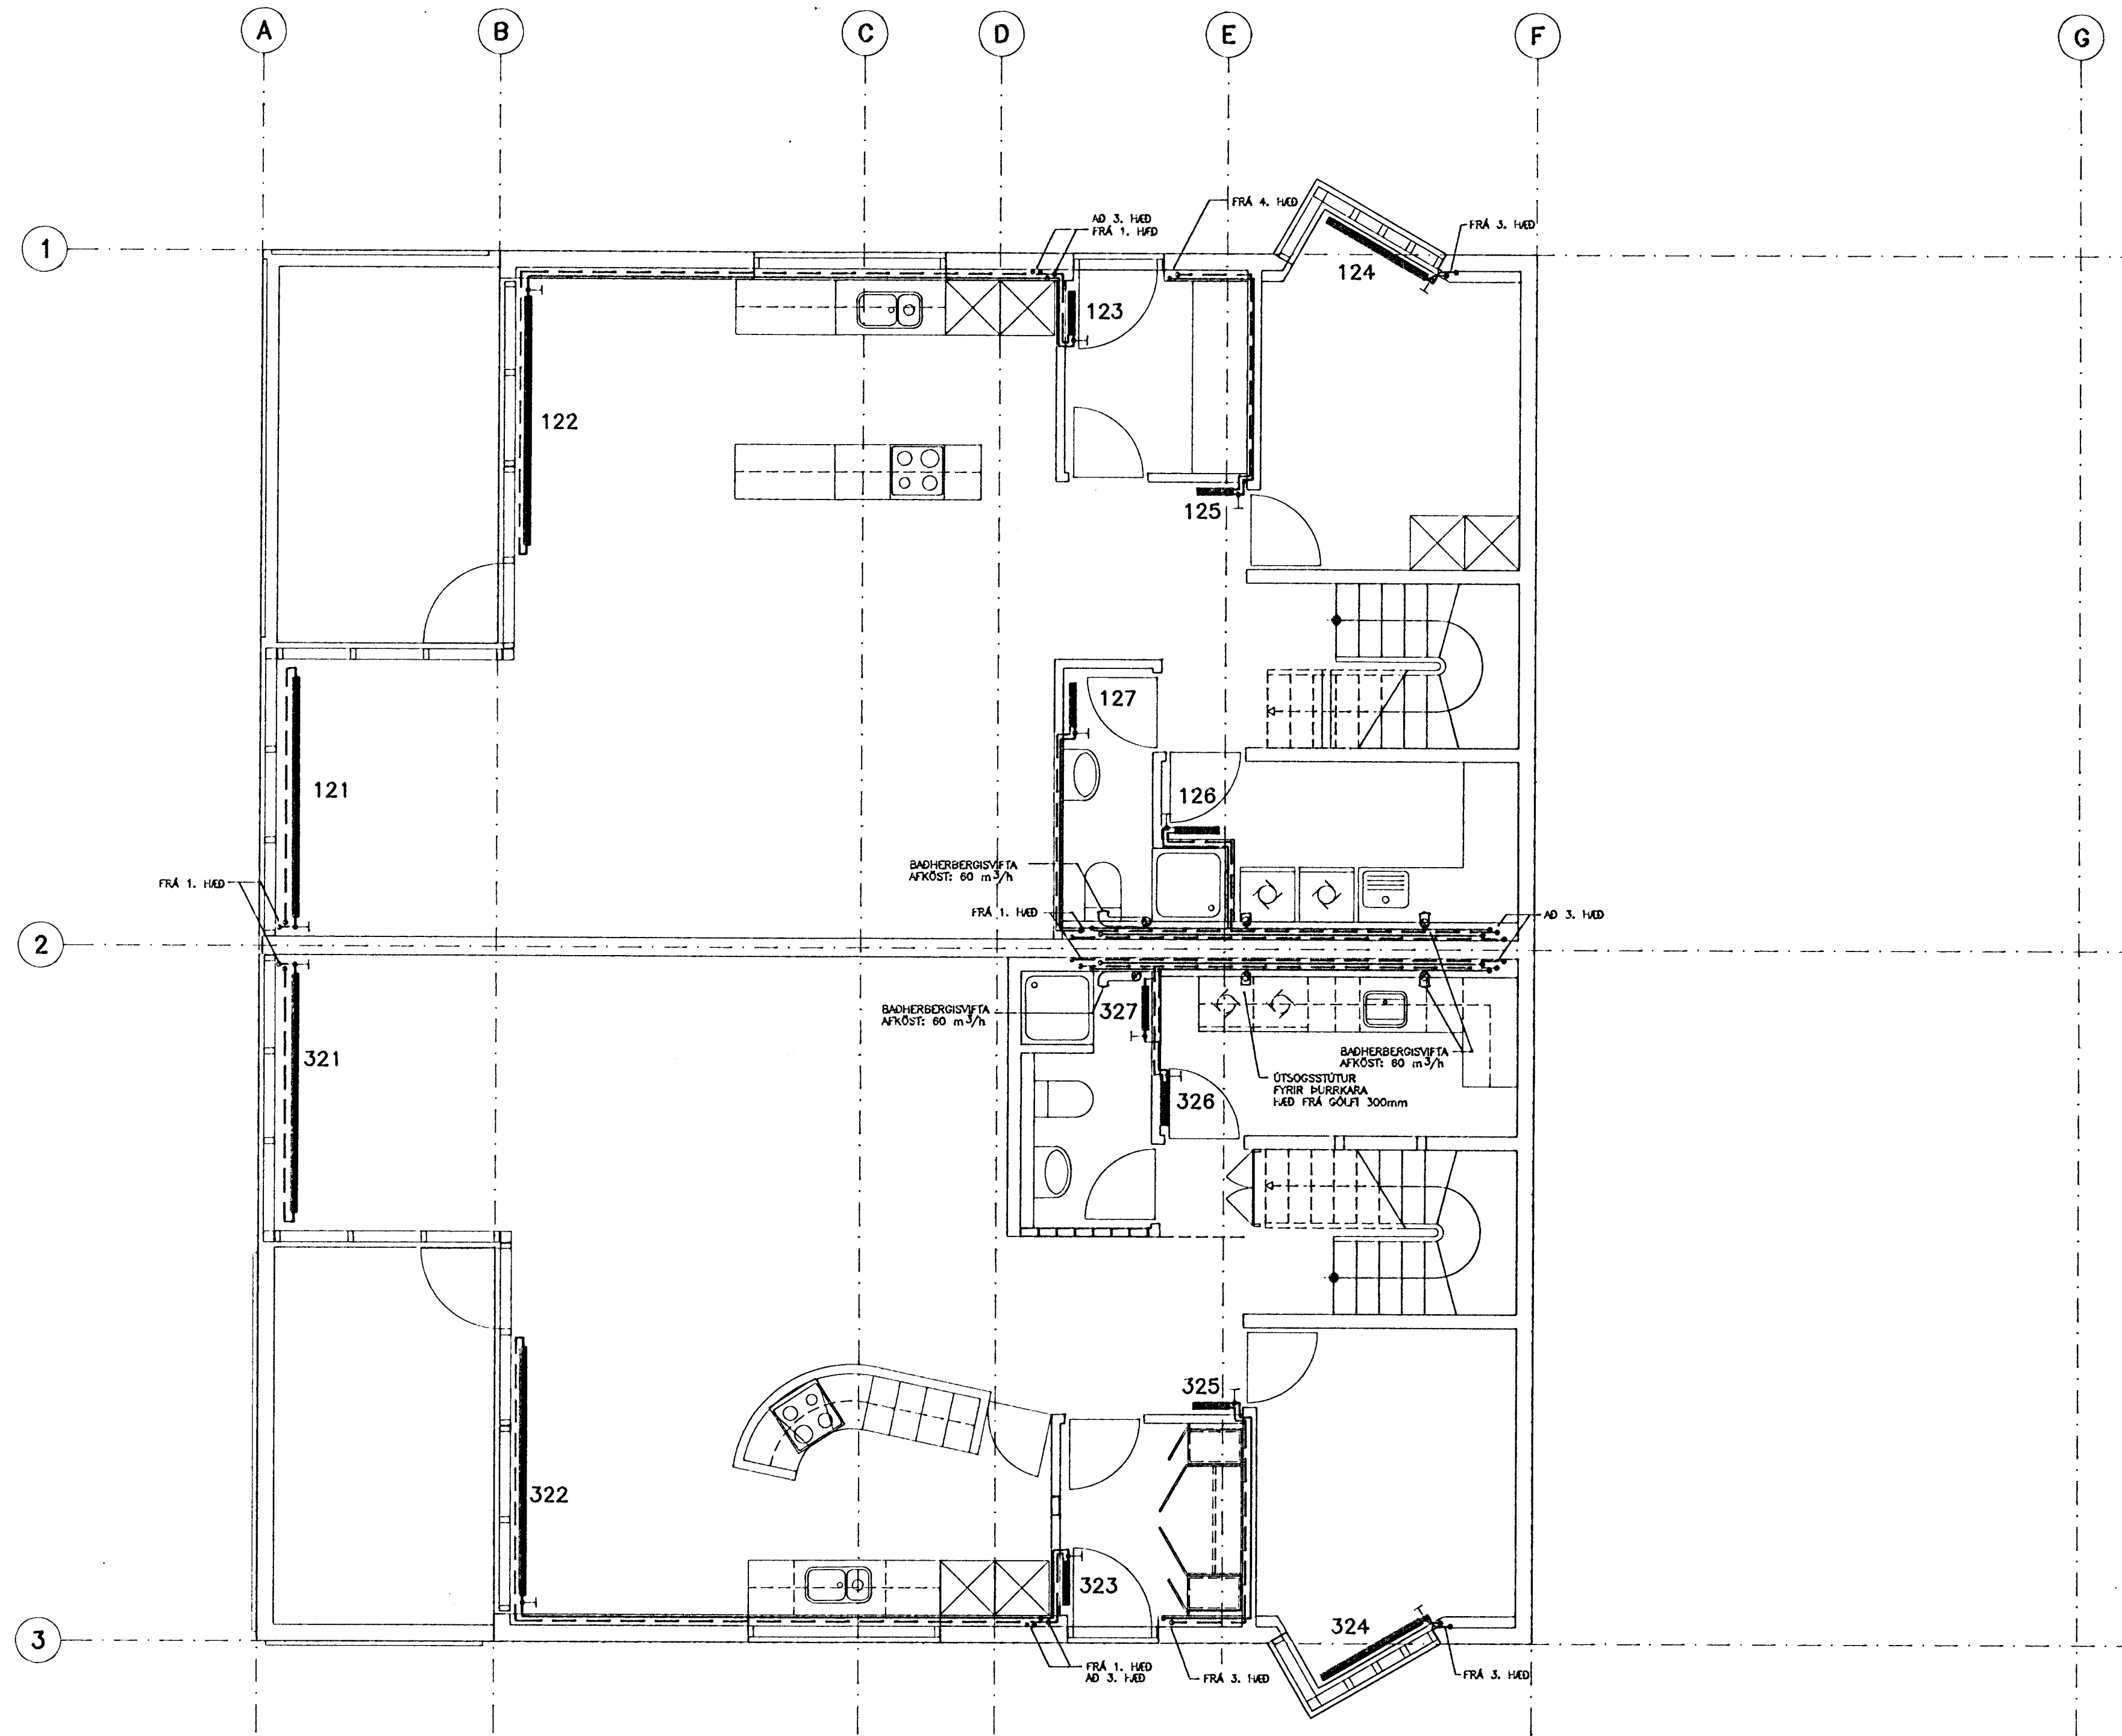 A
B
C
D
E
F
G
1
AÐ 3. HÆÐ
FRÁ 1. HÆÐ
FRÁ 4. HÆÐ
FRÁ 3. HÆÐ
124
123
122
125
127
121
126
BAÐHERBERGISVIFTA
AFKÖST: 60 m³/h
FRÁ 1. HÆÐ
FRÁ 1. HÆÐ
AÐ 3. HÆÐ
2
BAÐHERBERGISVIFTA
AFKÖST: 60 m³/h
327
321
BAÐHERBERGISVIFTA
AFKÖST: 60 m³/h
ÚTSOGSSTÚTUR
FYRIR ÞURRKARA
HÆÐ FRÁ GÓLFI 300mm
326
325
322
323
324
3
FRÁ 1. HÆÐ
AÐ 3. HÆÐ
FRÁ 3. HÆÐ
FRÁ 3. HÆÐ